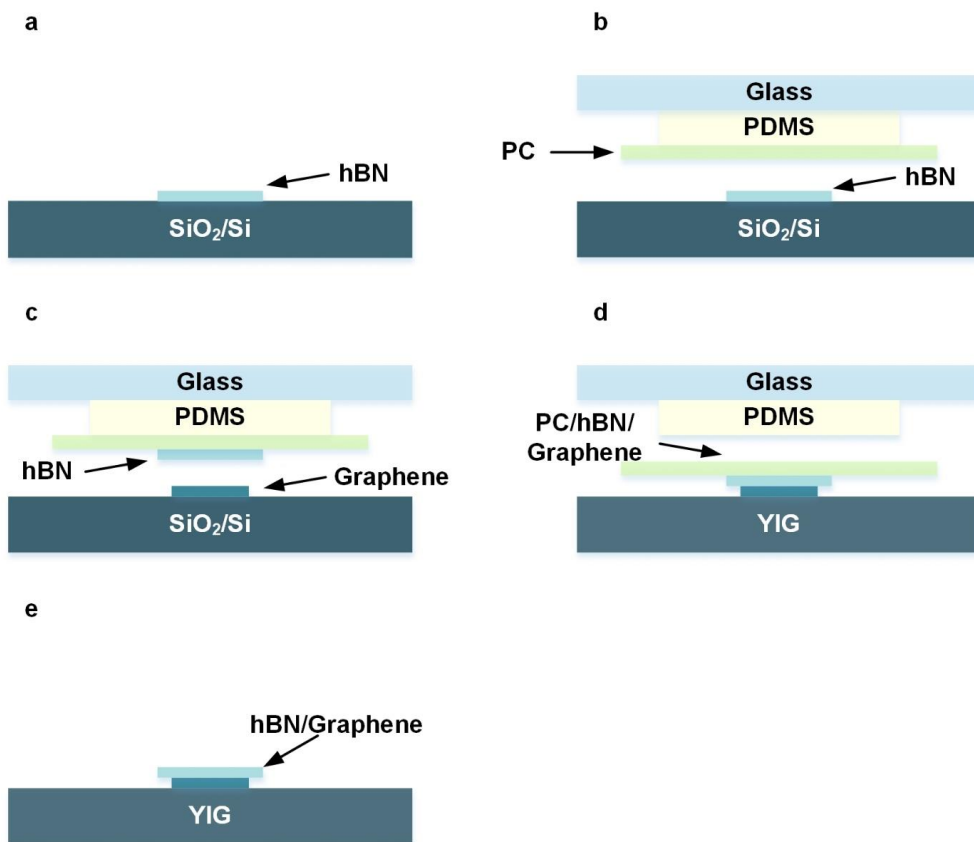 a
hBN
SiO₂/Si
b
Glass
PDMS
PC
hBN
SiO₂/Si
c
Glass
PDMS
hBN
Graphene
SiO₂/Si
d
Glass
PDMS
PC/hBN/
Graphene
YIG
e
hBN/Graphene
YIG